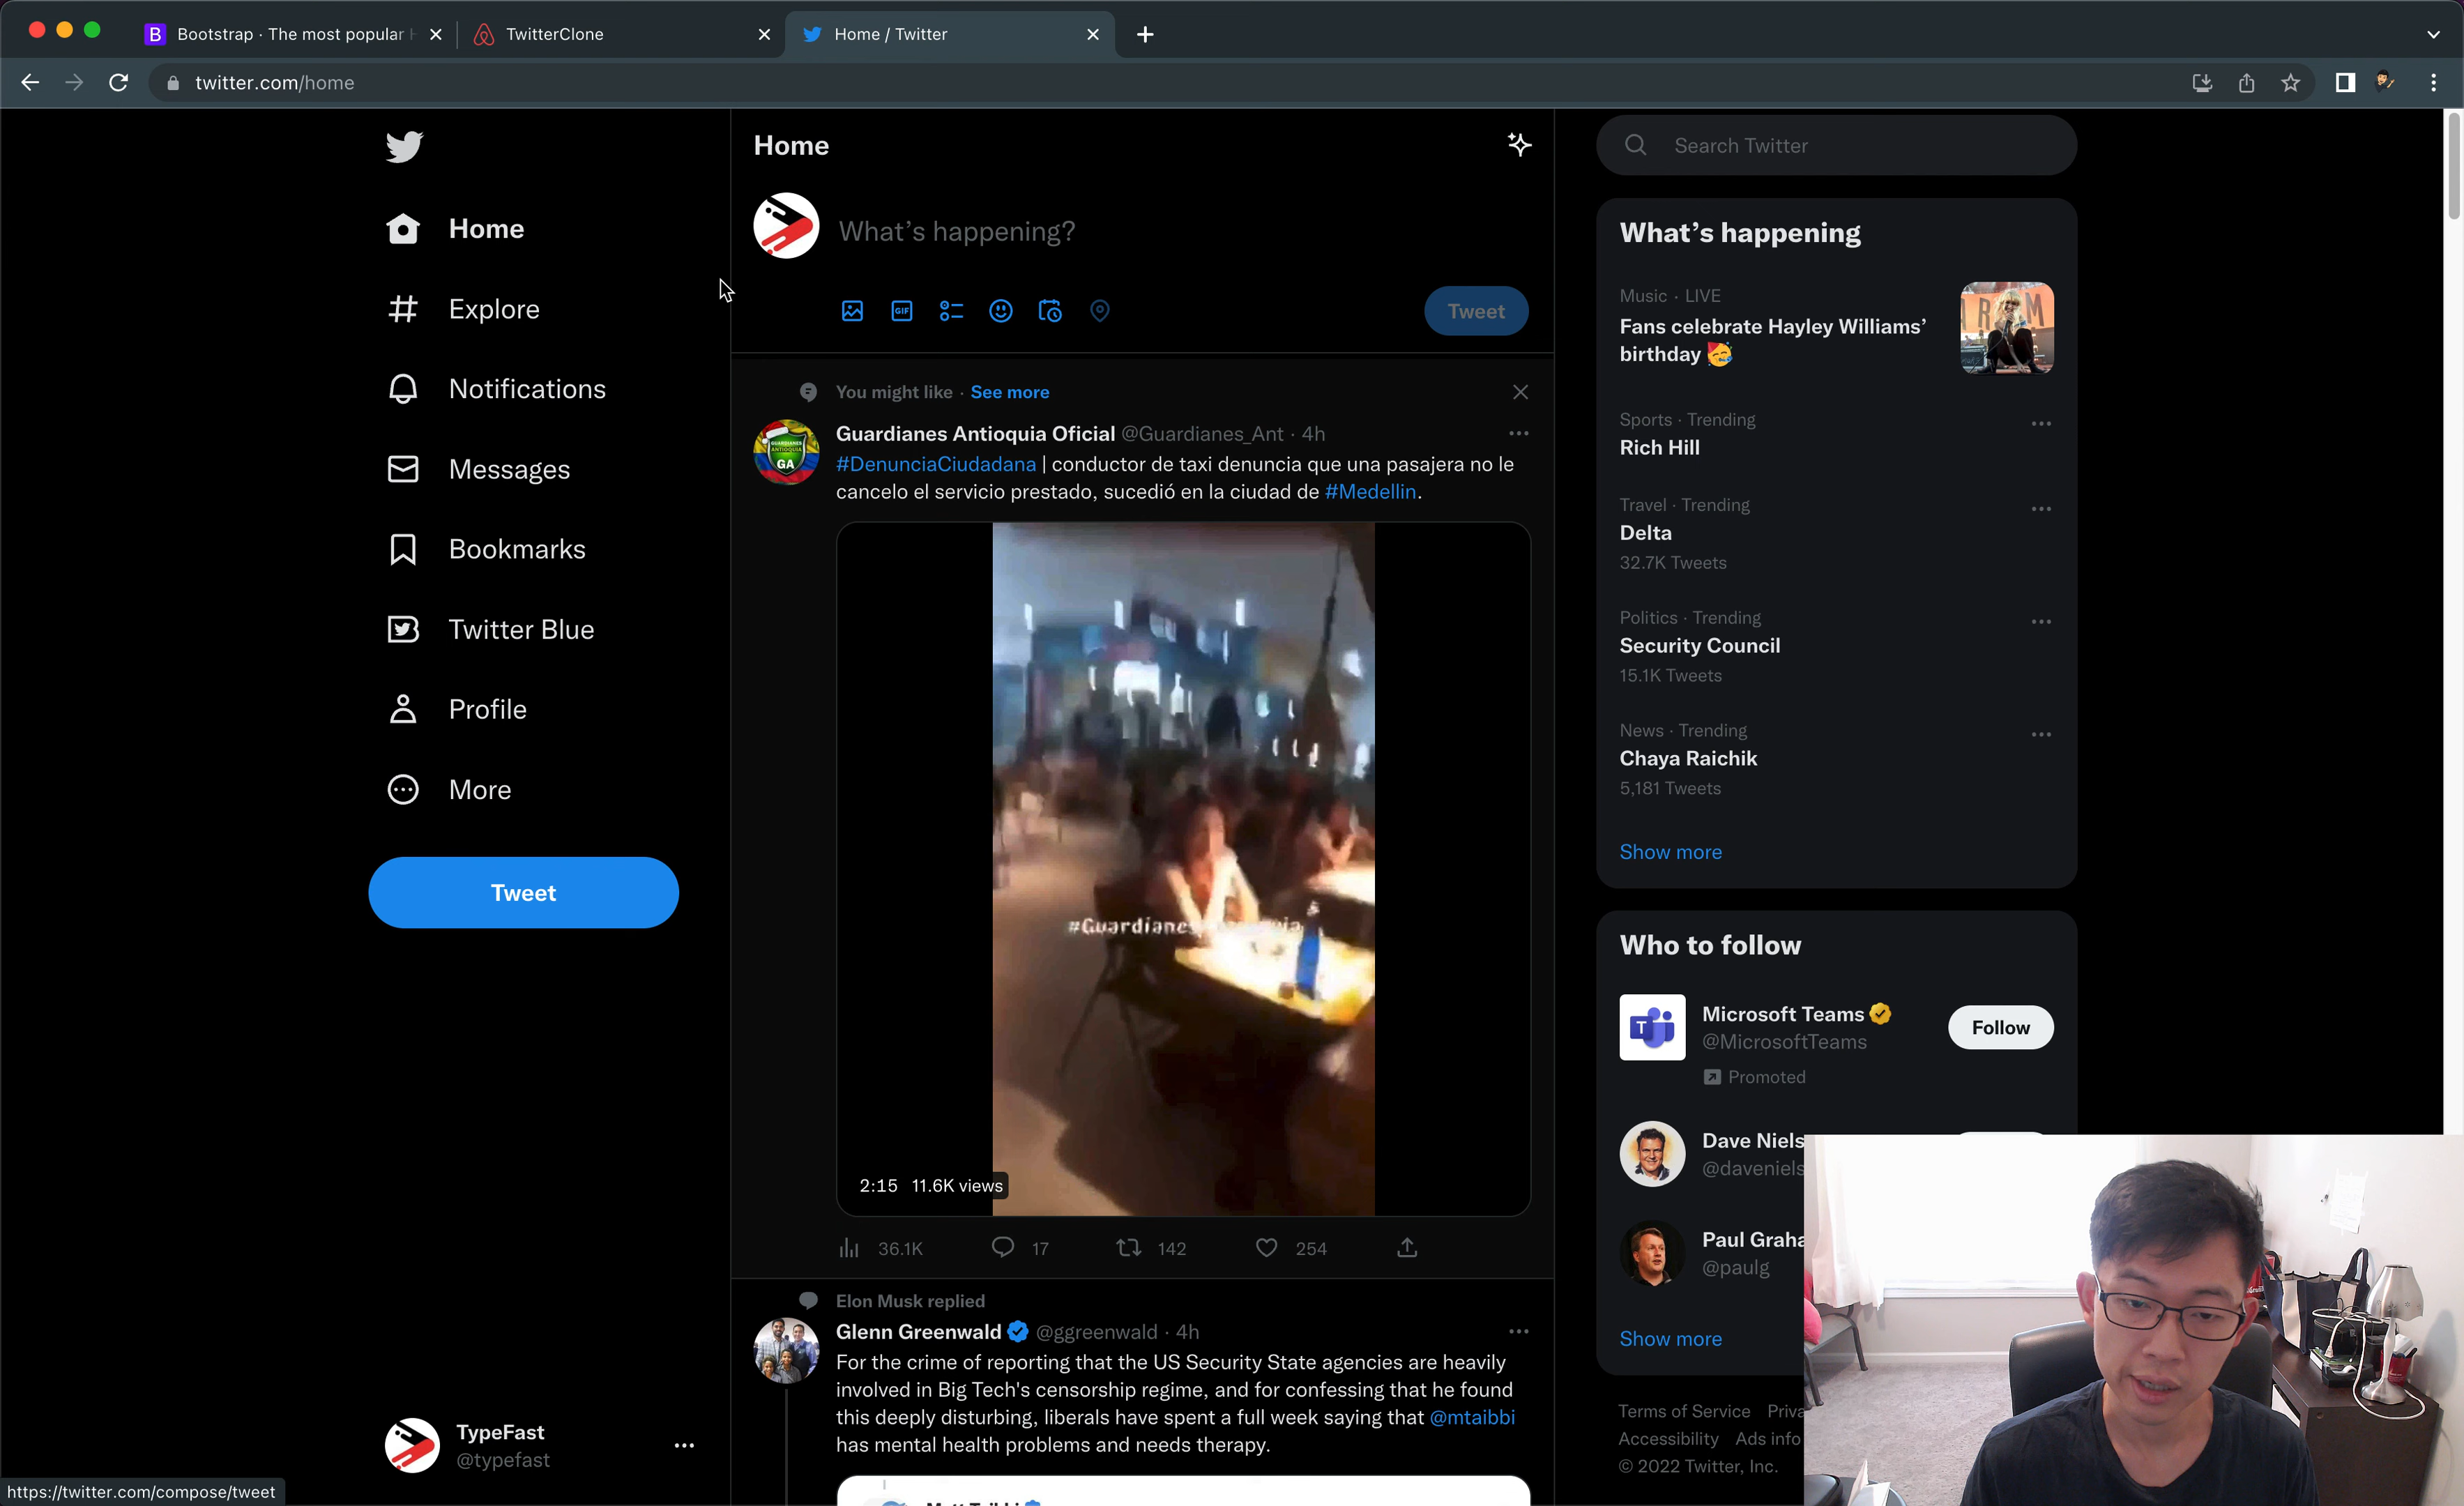 Bootstrap · The most popular
TwitterClone
Home / Twitter
twitter.com/home
Home
Explore
Notifications
Messages
Bookmarks
Twitter Blue
Profile
More
Tweet
TypeFast
@typefast
https://twitter.com/compose/tweet
Home
What's happening?
GIF
Tweet
You might like · See more
Guardianes Antioquia Oficial @Guardianes_Ant · 4h
#DenunciaCiudadana | conductor de taxi denuncia que una pasajera no le
cancelo el servicio prestado, sucedió en la ciudad de #Medellin.
2:15 11.6K views
36.1K 17 142 254
Elon Musk replied
Glenn Greenwald @ggreenwald · 4h
For the crime of reporting that the US Security State agencies are heavily
involved in Big Tech's censorship regime, and for confessing that he found
this deeply disturbing, liberals have spent a full week saying that @mtaibbi
has mental health problems and needs therapy.
Search Twitter
What's happening
Music · LIVE
Fans celebrate Hayley Williams'
birthday 🥳
Sports · Trending
Rich Hill
Travel · Trending
Delta
32.7K Tweets
Politics · Trending
Security Council
15.1K Tweets
News · Trending
Chaya Raichik
5,181 Tweets
Show more
Who to follow
Microsoft Teams
@MicrosoftTeams
Follow
Promoted
Dave Niels
@daveniels
Paul Graha
@paulg
Show more
Terms of Service Priva
Accessibility Ads info
© 2022 Twitter, Inc.